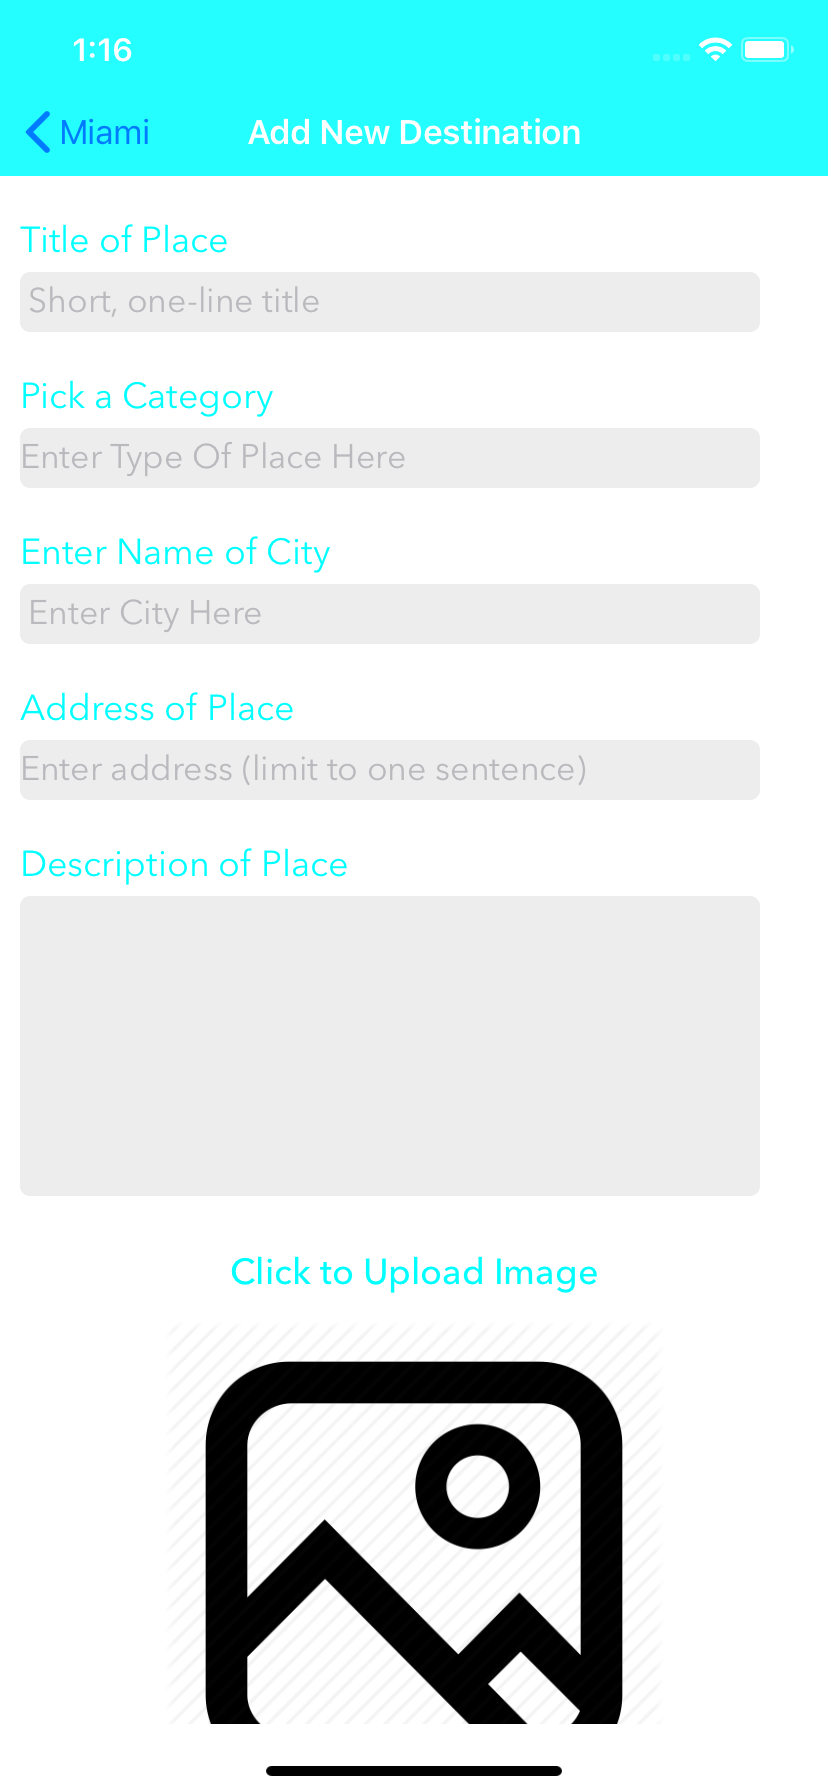 1:16
Miami
Add New Destination
Title of Place
Short, one-line title
Pick a Category
Enter Type Of Place Here
Enter Name of City
Enter City Here
Address of Place
Enter address (limit to one sentence)
Description of Place
Click to Upload Image